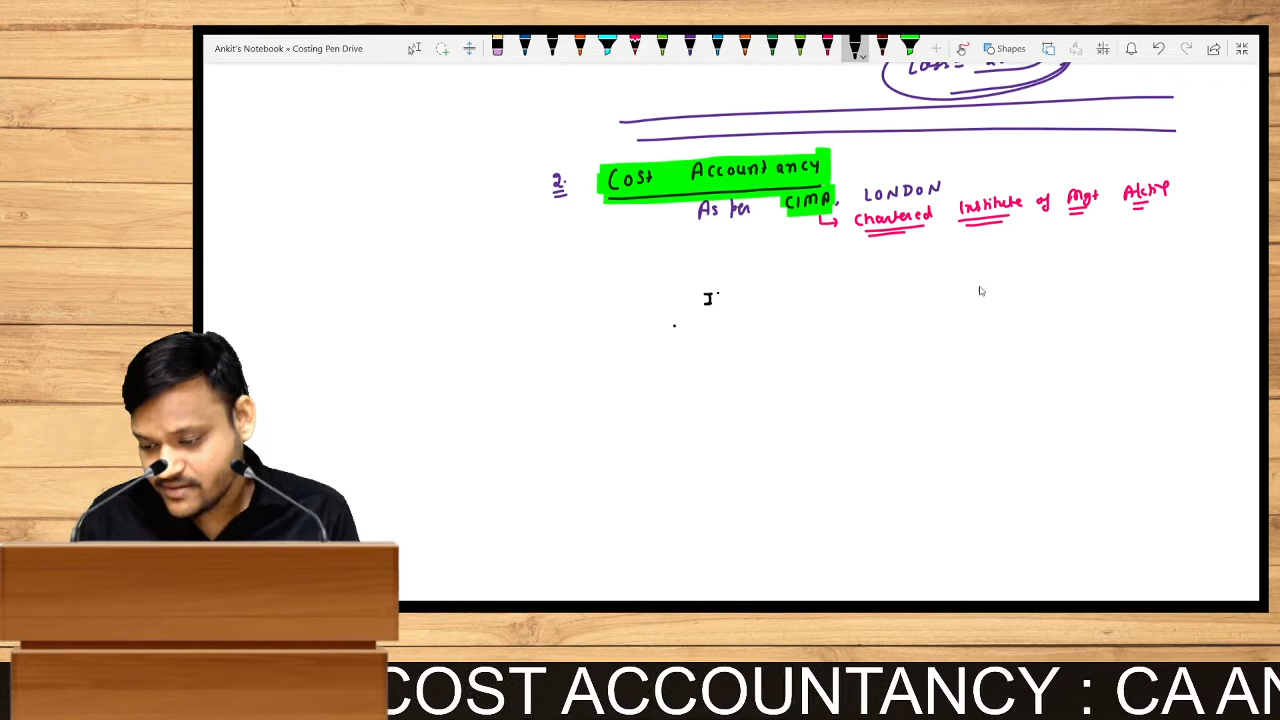 Ankit's Notebook » Costing Pen Drive
Shapes
2. Cost Accountancy
As per CIMA, LONDON
Chartered Institute of Mgt
I
COST ACCOUNTANCY : CA AN